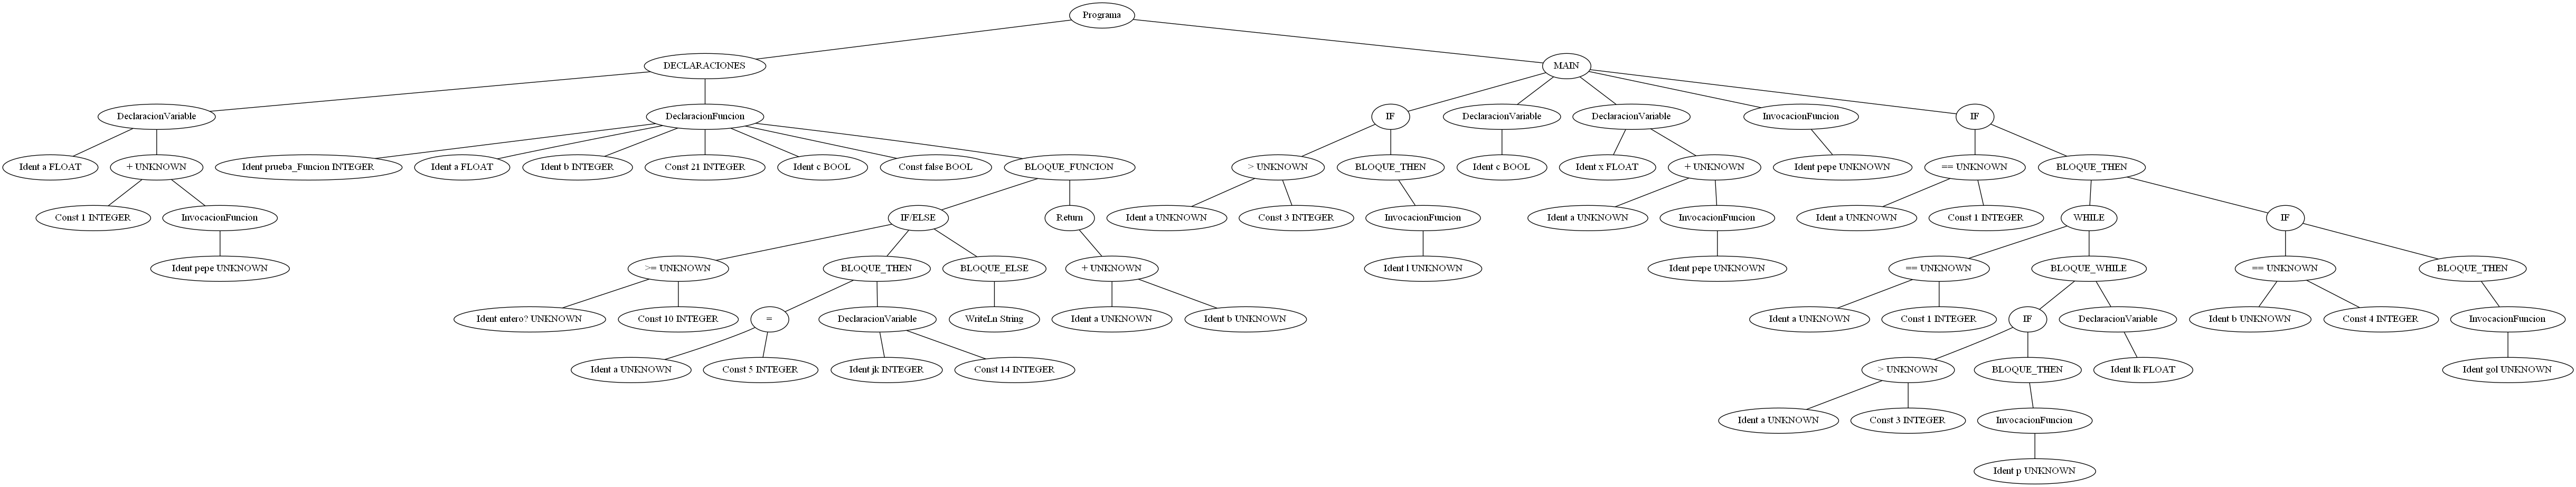 Programa
DECLARACIONES
MAIN
DeclaracionVariable
DeclaracionFuncion
IF
DeclaracionVariable
DeclaracionVariable
InvocacionFuncion
IF
Ident a FLOAT
+ UNKNOWN
Ident prueba_Funcion INTEGER
Ident a FLOAT
Ident b INTEGER
Const 21 INTEGER
Ident c BOOL
Const false BOOL
BLOQUE_FUNCION
> UNKNOWN
BLOQUE_THEN
Ident c BOOL
Ident x FLOAT
+ UNKNOWN
Ident pepe UNKNOWN
== UNKNOWN
BLOQUE_THEN
Const 1 INTEGER
InvocacionFuncion
IF/ELSE
Return
Ident a UNKNOWN
Const 3 INTEGER
InvocacionFuncion
Ident a UNKNOWN
InvocacionFuncion
Ident a UNKNOWN
Const 1 INTEGER
WHILE
IF
Ident pepe UNKNOWN
>= UNKNOWN
BLOQUE_THEN
BLOQUE_ELSE
+ UNKNOWN
Ident l UNKNOWN
Ident pepe UNKNOWN
== UNKNOWN
BLOQUE_WHILE
== UNKNOWN
BLOQUE_THEN
Ident entero? UNKNOWN
Const 10 INTEGER
=
DeclaracionVariable
WriteLn String
Ident a UNKNOWN
Ident b UNKNOWN
Ident a UNKNOWN
Const 1 INTEGER
IF
DeclaracionVariable
Ident b UNKNOWN
Const 4 INTEGER
InvocacionFuncion
Ident a UNKNOWN
Const 5 INTEGER
Ident jk INTEGER
Const 14 INTEGER
> UNKNOWN
BLOQUE_THEN
Ident lk FLOAT
Ident gol UNKNOWN
Ident a UNKNOWN
Const 3 INTEGER
InvocacionFuncion
Ident p UNKNOWN